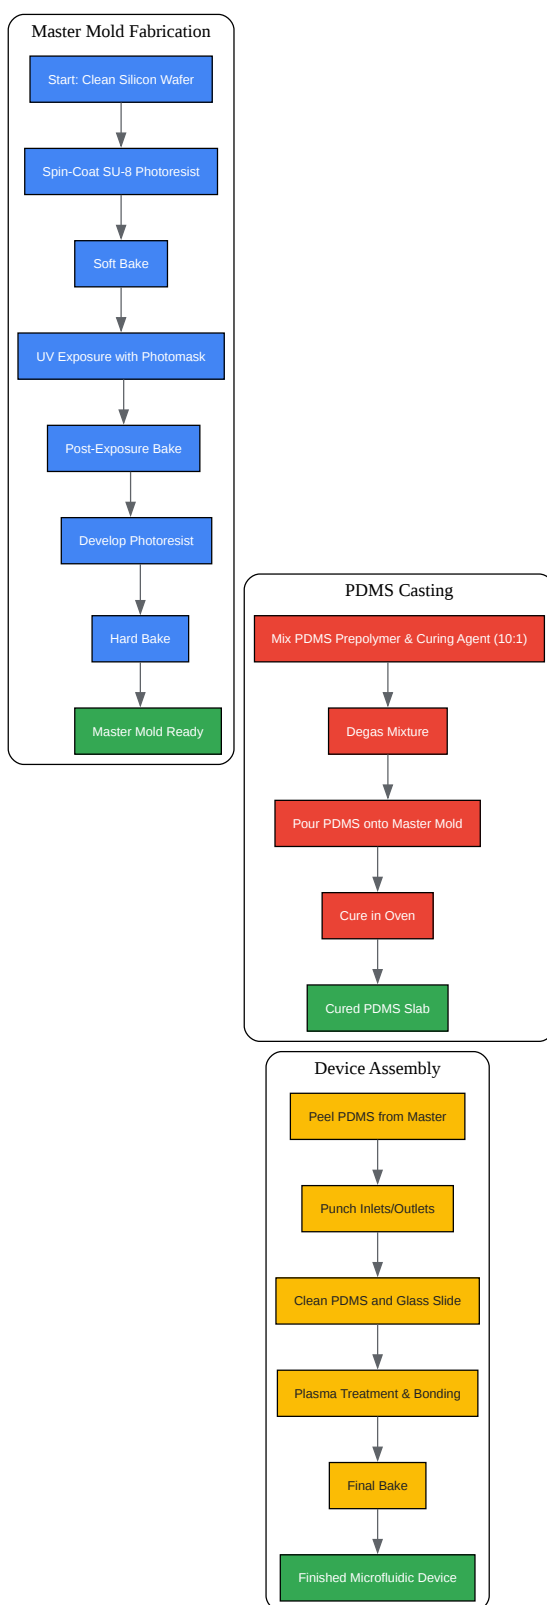 Master Mold Fabrication
Start: Clean Silicon Wafer
Spin-Coat SU-8 Photoresist
Soft Bake
UV Exposure with Photomask
Post-Exposure Bake
Develop Photoresist
Hard Bake
Master Mold Ready
PDMS Casting
Mix PDMS Prepolymer & Curing Agent (10:1)
Degas Mixture
Pour PDMS onto Master Mold
Cure in Oven
Cured PDMS Slab
Device Assembly
Peel PDMS from Master
Punch Inlets/Outlets
Clean PDMS and Glass Slide
Plasma Treatment & Bonding
Final Bake
Finished Microfluidic Device